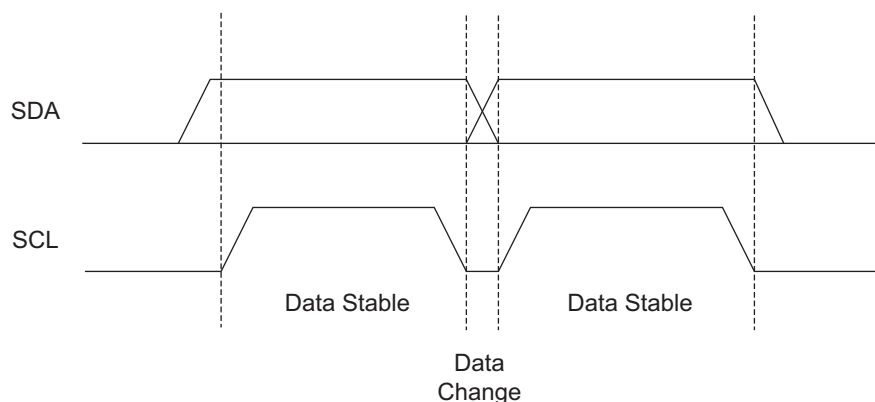 SDA
SCL
Data Stable
Data Stable
Data
Change